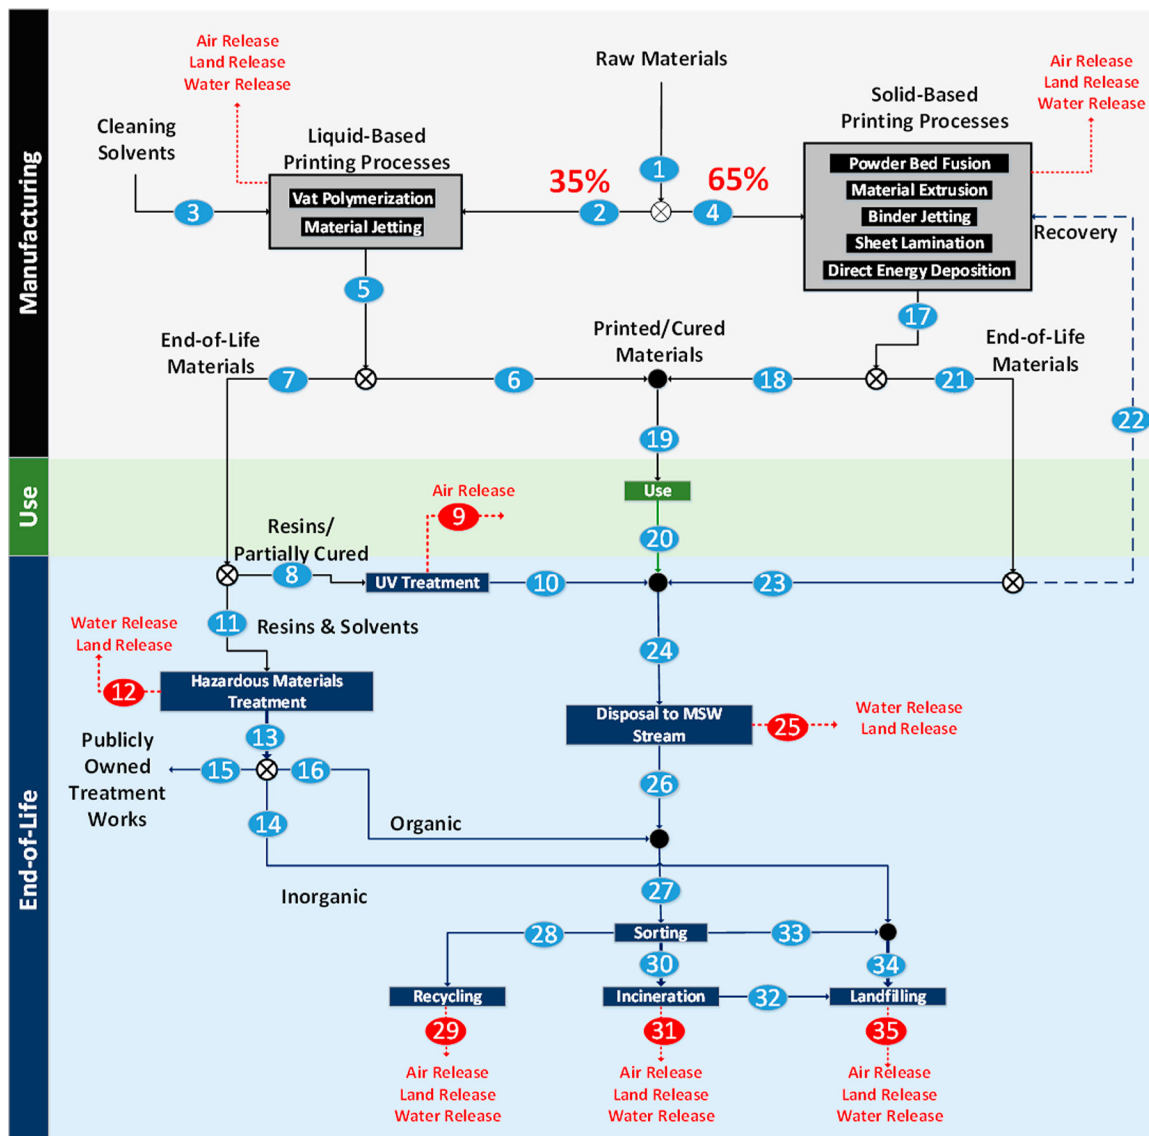 Manufacturing
Use
End-of-Life
Air Release
Land Release
Water Release
Raw Materials
Air Release
Land Release
Water Release
Cleaning
Solvents
Liquid-Based
Printing Processes
Solid-Based
Printing Processes
Vat Polymerization
Material Jetting
Powder Bed Fusion
Material Extrusion
Binder Jetting
Sheet Lamination
Direct Energy Deposition
1
35%
65%
3
2
4
Recovery
5
17
End-of-Life
Materials
Printed/Cured
Materials
End-of-Life
Materials
7
6
18
21
22
19
Use
Air Release
9
20
Resins/
Partially Cured
8
UV Treatment
10
23
11
Resins & Solvents
Water Release
Land Release
24
12
Hazardous Materials
Treatment
Disposal to MSW
Stream
25
Water Release
Land Release
13
Publicly
Owned
Treatment
Works
15
16
26
14
Organic
Inorganic
27
28
Sorting
33
30
34
Recycling
Incineration
32
Landfilling
29
31
35
Air Release
Land Release
Water Release
Air Release
Land Release
Water Release
Air Release
Land Release
Water Release